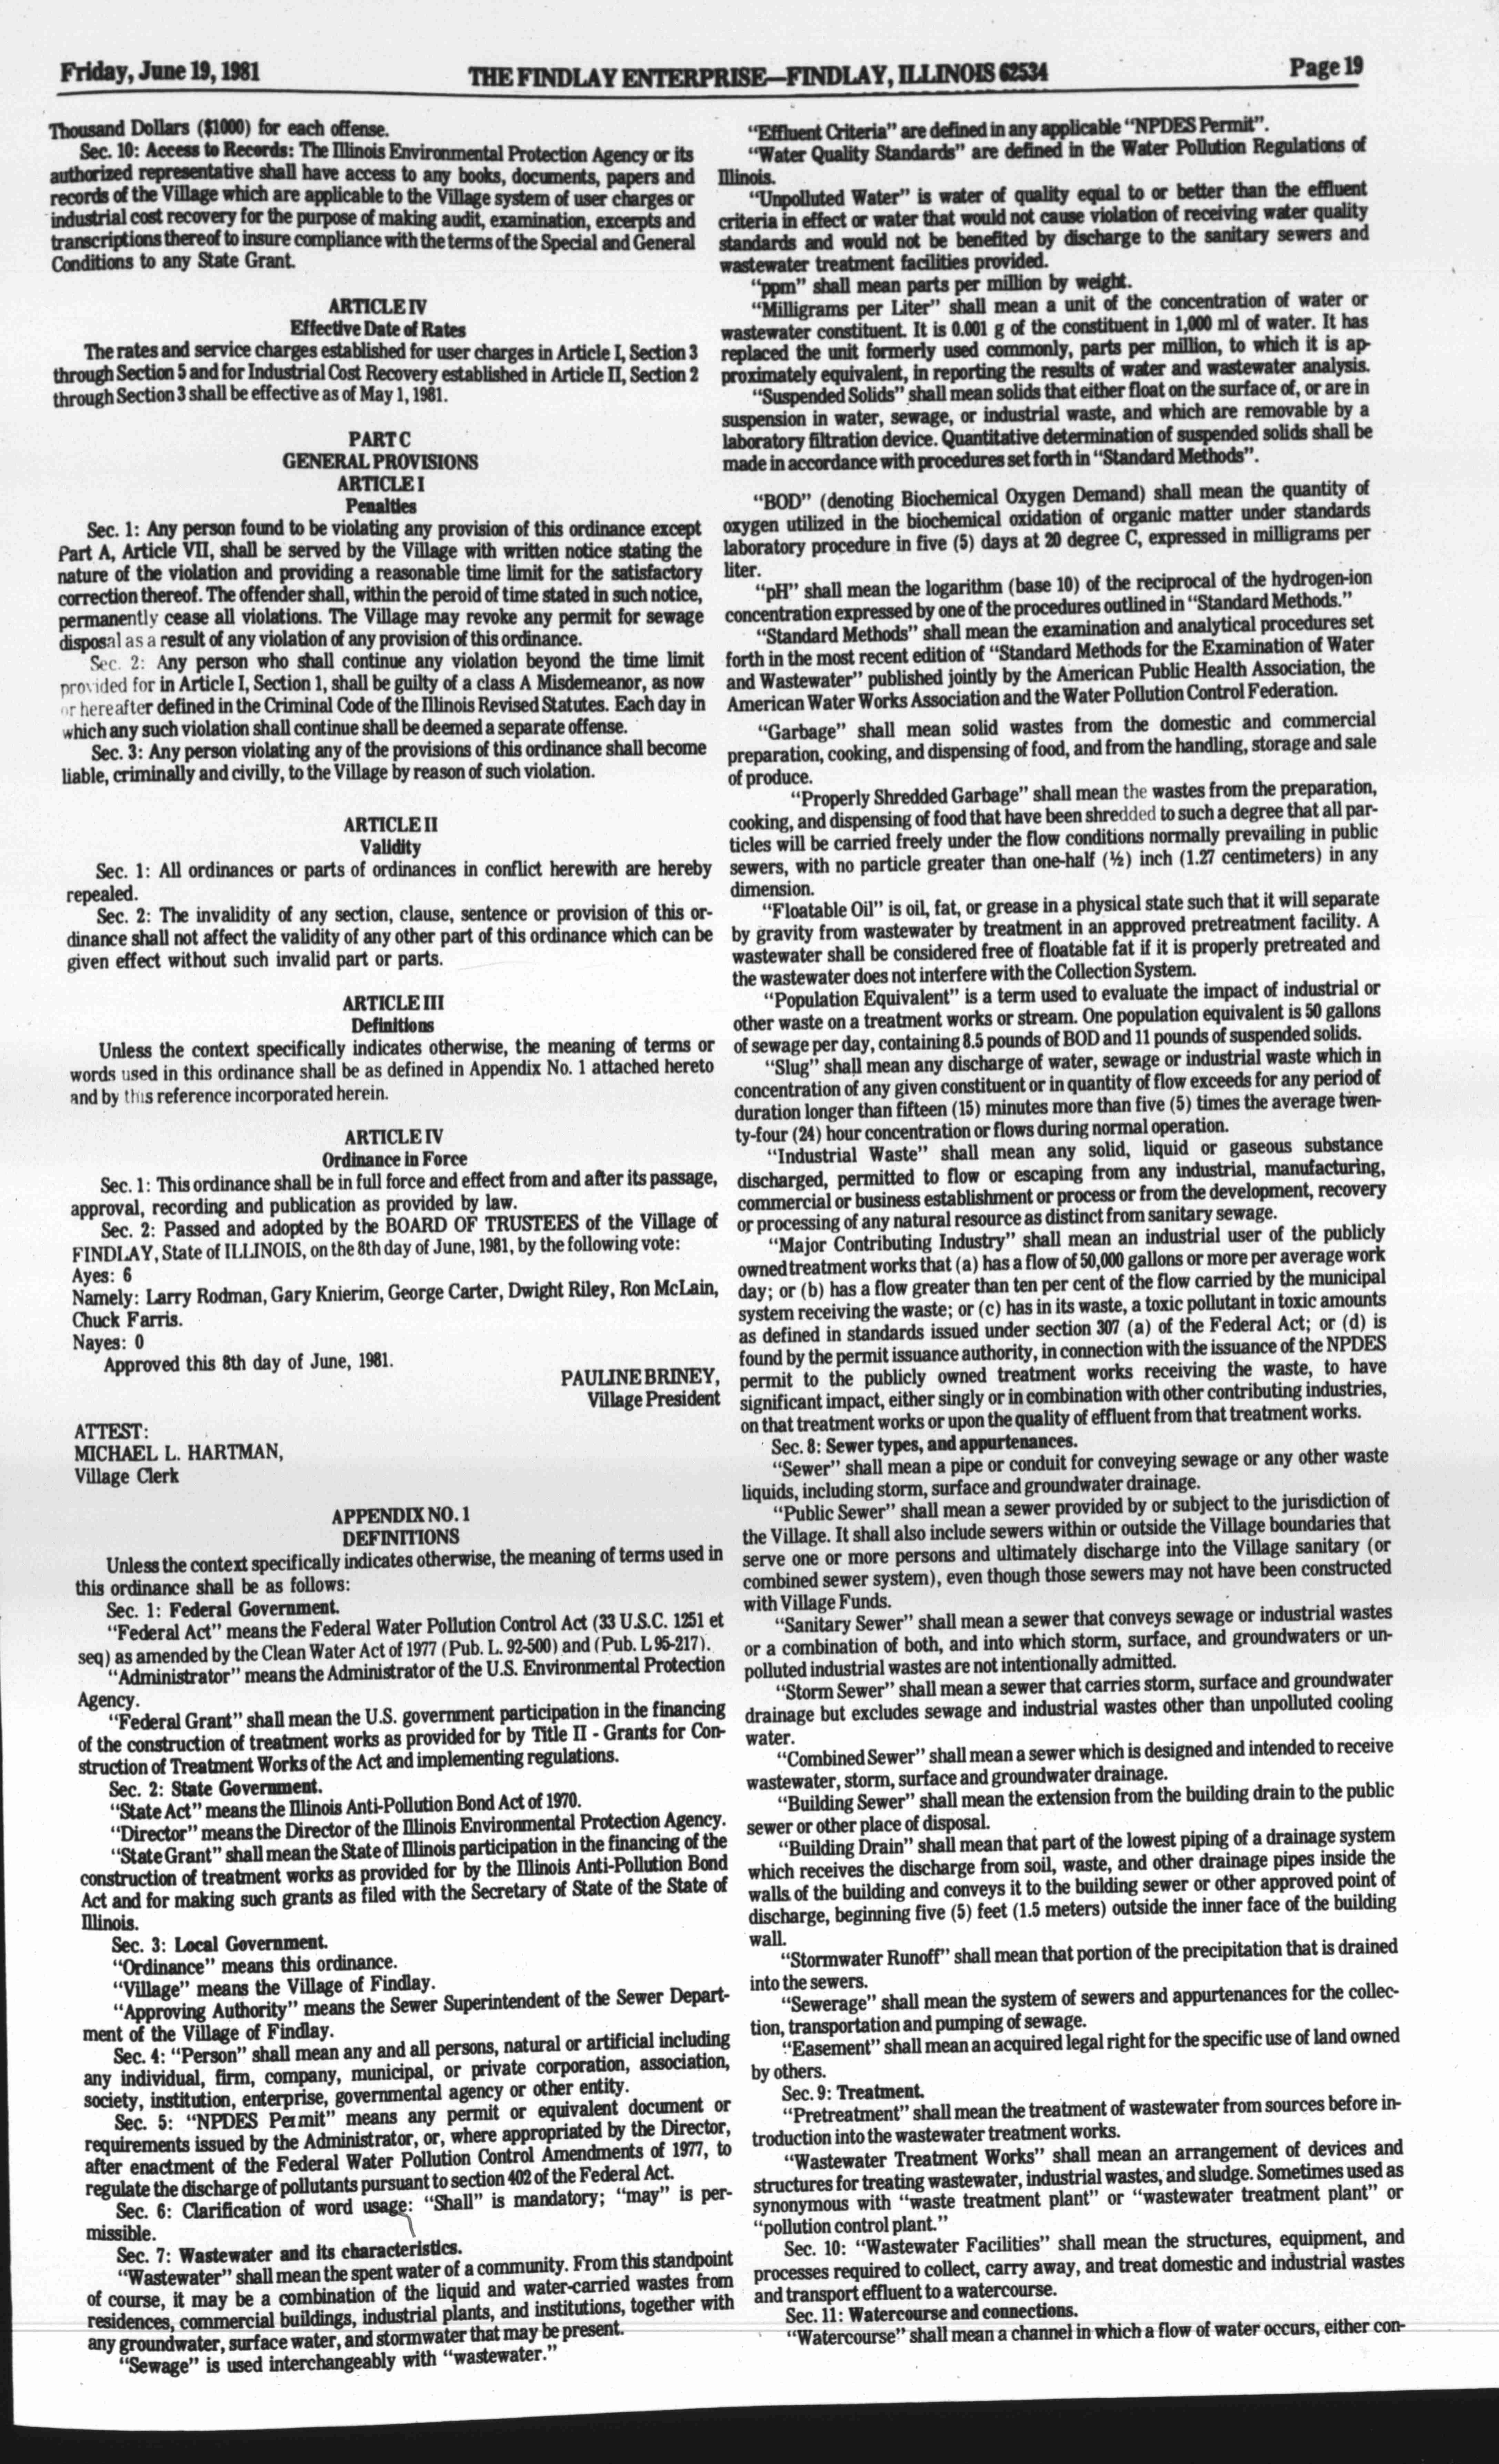 Friday, June 19, 1981
THE FINDLAY ENTERPRISE—FINDLAY, ILLINOIS 62534
Page 19
Thousand Dollars ($1000) for each offense.
Sec. 10: Access to Records: The Illinois Environmental Protection Agency or its
authorized representative shall have access to any books, documents, papers and
records of the Village which are applicable to the Village system of user charges or
industrial cost recovery for the purpose of making audit, examination, excerpts and
transcriptions thereof to insure compliance with the terms of the Special and General
Conditions to any State Grant.
ARTICLE IV
Effective Date of Rates
The rates and service charges established for user charges in Article I, Section 3
through Section 5 and for Industrial Cost Recovery established in Article II, Section 2
through Section 3 shall be effective as of May 1, 1981.
PART C
GENERAL PROVISIONS
ARTICLE I
Penalties
Sec. 1: Any person found to be violating any provision of this ordinance except
Part A, Article VII, shall be served by the Village with written notice stating the
nature of the violation and providing a reasonable time limit for the satisfactory
correction thereof. The offender shall, within the peroid of time stated in such notice,
permanently cease all violations. The Village may revoke any permit for sewage
disposal as a result of any violation of any provision of this ordinance.
Sec. 2: Any person who shall continue any violation beyond the time limit
provided for in Article I, Section 1, shall be guilty of a class A Misdemeanor, as now
or hereafter defined in the Criminal Code of the Illinois Revised Statutes. Each day in
which any such violation shall continue shall be deemed a separate offense.
Sec. 3: Any person violating any of the provisions of this ordinance shall become
liable, criminally and civilly, to the Village by reason of such violation.
ARTICLE II
Validity
Sec. 1: All ordinances or parts of ordinances in conflict herewith are hereby
repealed.
Sec. 2: The invalidity of any section, clause, sentence or provision of this or-
dinance shall not affect the validity of any other part of this ordinance which can be
given effect without such invalid part or parts.
ARTICLE III
Definitions
Unless the context specifically indicates otherwise, the meaning of terms or
words used in this ordinance shall be as defined in Appendix No. 1 attached hereto
and by this reference incorporated herein.
ARTICLE IV
Ordinance in Force
Sec. 1: This ordinance shall be in full force and effect from and after its passage,
approval, recording and publication as provided by law.
Sec. 2: Passed and adopted by the BOARD OF TRUSTEES of the Village of
FINDLAY, State of ILLINOIS, on the 8th day of June, 1981, by the following vote:
Ayes: 6
Namely: Larry Rodman, Gary Knierim, George Carter, Dwight Riley, Ron McLain,
Chuck Farris.
Nayes: 0
Approved this 8th day of June, 1981.
PAULINE BRINEY,
Village President
ATTEST:
MICHAEL L. HARTMAN,
Village Clerk
APPENDIX NO. 1
DEFINITIONS
Unless the context specifically indicates otherwise, the meaning of terms used in
this ordinance shall be as follows:
Sec. 1: Federal Government.
"Federal Act" means the Federal Water Pollution Control Act (33 U.S.C. 1251 et
seq) as amended by the Clean Water Act of 1977 (Pub. L. 92-500) and (Pub. L 95-217).
"Administrator" means the Administrator of the U.S. Environmental Protection
Agency.
"Federal Grant" shall mean the U.S. government participation in the financing
of the construction of treatment works as provided for by Title II - Grants for Con-
struction of Treatment Works of the Act and implementing regulations.
Sec. 2: State Government.
"State Act" means the Illinois Anti-Pollution Bond Act of 1970.
"Director" means the Director of the Illinois Environmental Protection Agency.
"State Grant" shall mean the State of Illinois participation in the financing of the
construction of treatment works as provided for by the Illinois Anti-Pollution Bond
Act and for making such grants as filed with the Secretary of State of the State of
Illinois.
Sec. 3: Local Government.
"Ordinance" means this ordinance.
"Village" means the Village of Findlay.
"Approving Authority" means the Sewer Superintendent of the Sewer Depart-
ment of the Village of Findlay.
Sec. 4: "Person" shall mean any and all persons, natural or artificial including
any individual, firm, company, municipal, or private corporation, association,
society, institution, enterprise, governmental agency or other entity.
Sec. 5: "NPDES Permit" means any permit or equivalent document or
requirements issued by the Administrator, or, where appropriated by the Director,
after enactment of the Federal Water Pollution Control Amendments of 1977, to
regulate the discharge of pollutants pursuant to section 402 of the Federal Act.
Sec. 6: Clarification of word usage: "Shall" is mandatory; "may" is per-
missible.
Sec. 7: Wastewater and its characteristics.
"Wastewater" shall mean the spent water of a community. From this standpoint
of course, it may be a combination of the liquid and water-carried wastes from
residences, commercial buildings, industrial plants, and institutions, together with
any groundwater, surface water, and stormwater that may be present.
"Sewage" is used interchangeably with "wastewater."
"Effluent Criteria" are defined in any applicable "NPDES Permit".
"Water Quality Standards" are defined in the Water Pollution Regulations of
Illinois.
"Unpolluted Water" is water of quality equal to or better than the effluent
criteria in effect or water that would not cause violation of receiving water quality
standards and would not be benefited by discharge to the sanitary sewers and
wastewater treatment facilities provided.
"ppm" shall mean parts per million by weight.
"Milligrams per Liter" shall mean a unit of the concentration of water or
wastewater constituent. It is 0.001 g of the constituent in 1,000 ml of water. It has
replaced the unit formerly used commonly, parts per million, to which it is ap-
proximately equivalent, in reporting the results of water and wastewater analysis.
"Suspended Solids" shall mean solids that either float on the surface of, or are in
suspension in water, sewage, or industrial waste, and which are removable by a
laboratory filtration device. Quantitative determination of suspended solids shall be
made in accordance with procedures set forth in "Standard Methods".
"BOD" (denoting Biochemical Oxygen Demand) shall mean the quantity of
oxygen utilized in the biochemical oxidation of organic matter under standards
laboratory procedure in five (5) days at 20 degree C, expressed in milligrams per
liter.
"pH" shall mean the logarithm (base 10) of the reciprocal of the hydrogen-ion
concentration expressed by one of the procedures outlined in "Standard Methods."
"Standard Methods" shall mean the examination and analytical procedures set
forth in the most recent edition of "Standard Methods for the Examination of Water
and Wastewater" published jointly by the American Public Health Association, the
American Water Works Association and the Water Pollution Control Federation.
"Garbage" shall mean solid wastes from the domestic and commercial
preparation, cooking, and dispensing of food, and from the handling, storage and sale
of produce.
"Properly Shredded Garbage" shall mean the wastes from the preparation,
cooking, and dispensing of food that have been shredded to such a degree that all par-
ticles will be carried freely under the flow conditions normally prevailing in public
sewers, with no particle greater than one-half (½) inch (1.27 centimeters) in any
dimension.
"Floatable Oil" is oil, fat, or grease in a physical state such that it will separate
by gravity from wastewater by treatment in an approved pretreatment facility. A
wastewater shall be considered free of floatable fat if it is properly pretreated and
the wastewater does not interfere with the Collection System.
"Population Equivalent" is a term used to evaluate the impact of industrial or
other waste on a treatment works or stream. One population equivalent is 50 gallons
of sewage per day, containing 8.5 pounds of BOD and 11 pounds of suspended solids.
"Slug" shall mean any discharge of water, sewage or industrial waste which in
concentration of any given constituent or in quantity of flow exceeds for any period of
duration longer than fifteen (15) minutes more than five (5) times the average twen-
ty-four (24) hour concentration or flows during normal operation.
"Industrial Waste" shall mean any solid, liquid or gaseous substance
discharged, permitted to flow or escaping from any industrial, manufacturing,
commercial or business establishment or process or from the development, recovery
or processing of any natural resource as distinct from sanitary sewage.
"Major Contributing Industry" shall mean an industrial user of the publicly
owned treatment works that (a) has a flow of 50,000 gallons or more per average work
day; or (b) has a flow greater than ten per cent of the flow carried by the municipal
system receiving the waste; or (c) has in its waste, a toxic pollutant in toxic amounts
as defined in standards issued under section 307 (a) of the Federal Act; or (d) is
found by the permit issuance authority, in connection with the issuance of the NPDES
permit to the publicly owned treatment works receiving the waste, to have
significant impact, either singly or in combination with other contributing industries,
on that treatment works or upon the quality of effluent from that treatment works.
Sec. 8: Sewer types, and appurtenances.
"Sewer" shall mean a pipe or conduit for conveying sewage or any other waste
liquids, including storm, surface and groundwater drainage.
"Public Sewer" shall mean a sewer provided by or subject to the jurisdiction of
the Village. It shall also include sewers within or outside the Village boundaries that
serve one or more persons and ultimately discharge into the Village sanitary (or
combined sewer system), even though those sewers may not have been constructed
with Village Funds.
"Sanitary Sewer" shall mean a sewer that conveys sewage or industrial wastes
or a combination of both, and into which storm, surface, and groundwaters or un-
polluted industrial wastes are not intentionally admitted.
"Storm Sewer" shall mean a sewer that carries storm, surface and groundwater
drainage but excludes sewage and industrial wastes other than unpolluted cooling
water.
"Combined Sewer" shall mean a sewer which is designed and intended to receive
wastewater, storm, surface and groundwater drainage.
"Building Sewer" shall mean the extension from the building drain to the public
sewer or other place of disposal.
"Building Drain" shall mean that part of the lowest piping of a drainage system
which receives the discharge from soil, waste, and other drainage pipes inside the
walls of the building and conveys it to the building sewer or other approved point of
discharge, beginning five (5) feet (1.5 meters) outside the inner face of the building
wall.
"Stormwater Runoff" shall mean that portion of the precipitation that is drained
into the sewers.
"Sewerage" shall mean the system of sewers and appurtenances for the collec-
tion, transportation and pumping of sewage.
"Easement" shall mean an acquired legal right for the specific use of land owned
by others.
Sec. 9: Treatment.
"Pretreatment" shall mean the treatment of wastewater from sources before in-
troduction into the wastewater treatment works.
"Wastewater Treatment Works" shall mean an arrangement of devices and
structures for treating wastewater, industrial wastes, and sludge. Sometimes used as
synonymous with "waste treatment plant" or "wastewater treatment plant" or
"pollution control plant."
Sec. 10: "Wastewater Facilities" shall mean the structures, equipment, and
processes required to collect, carry away, and treat domestic and industrial wastes
and transport effluent to a watercourse.
Sec. 11: Watercourse and connections.
"Watercourse" shall mean a channel in which a flow of water occurs, either con-